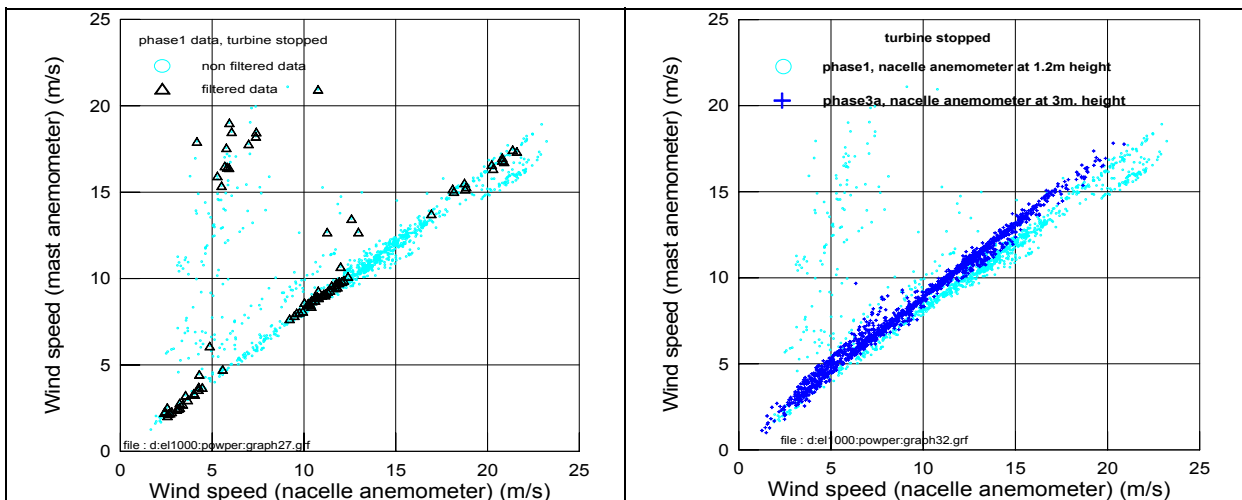 25
20
15
10
5
0
Wind speed (mast anemometer) (m/s)
phase1 data, turbine stopped
non filtered data
filtered data
file : d:el1000:powper:graph27.grf
0 5 10 15 20 25
Wind speed (nacelle anemometer) (m/s)
25
20
15
10
5
0
Wind speed (mast anemometer) (m/s)
turbine stopped
phase1, nacelle anemometer at 1.2m height
phase3a, nacelle anemometer at 3m. height
file : d:el1000:powper:graph32.grf
0 5 10 15 20 25
Wind speed (nacelle anemometer) (m/s)